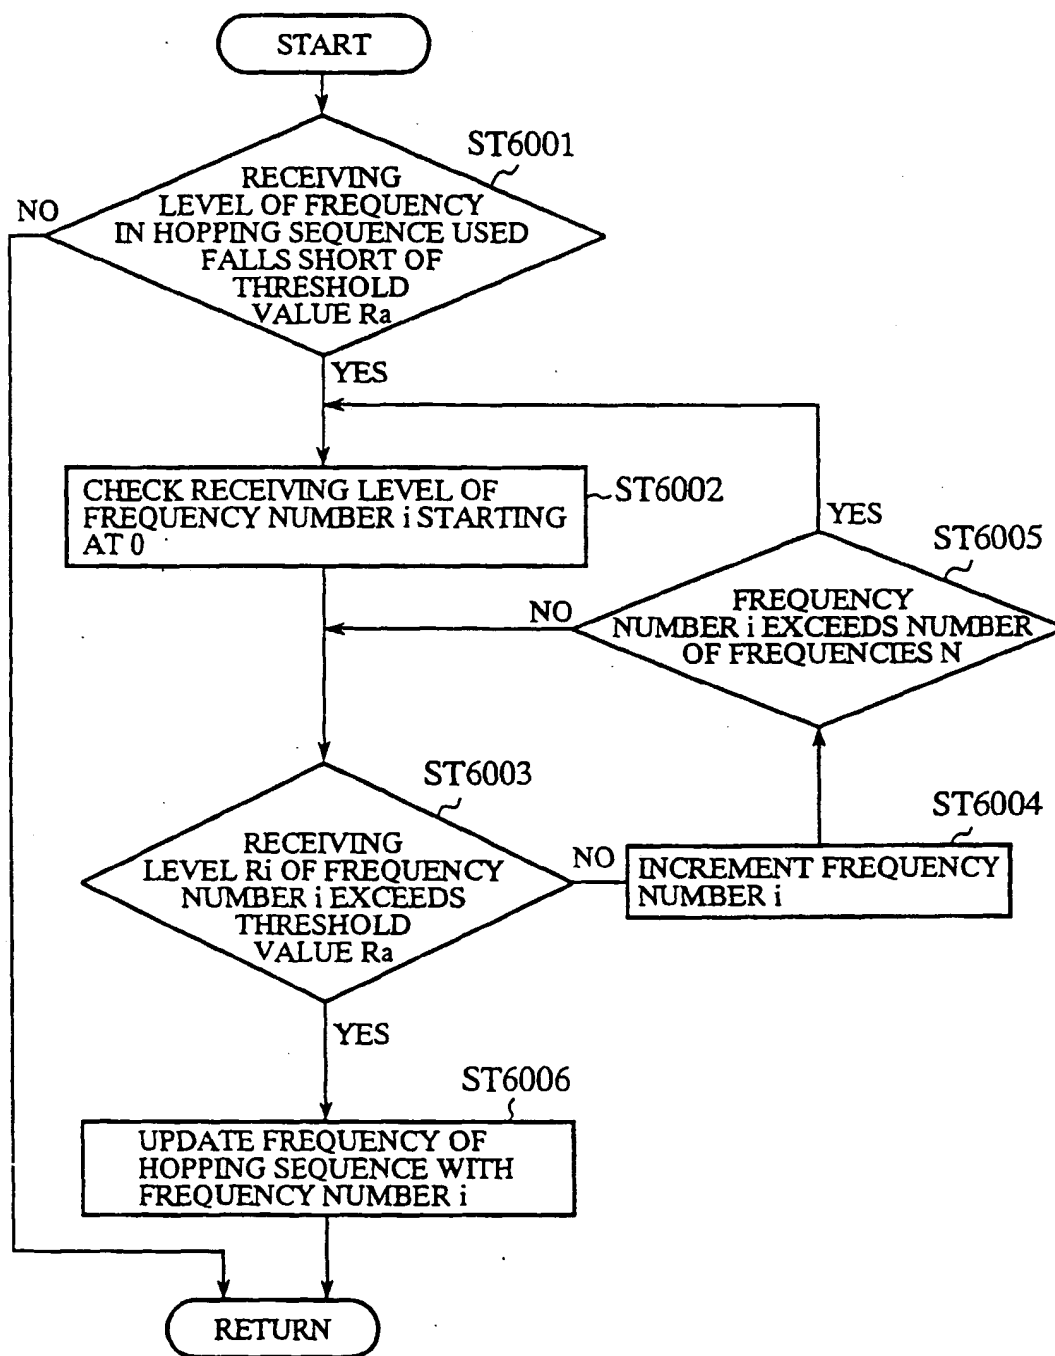 START
ST6001
RECEIVING
LEVEL OF FREQUENCY
IN HOPPING SEQUENCE USED
FALLS SHORT OF
THRESHOLD
VALUE Ra
NO
YES
CHECK RECEIVING LEVEL OF
FREQUENCY NUMBER i STARTING
AT 0
ST6002
YES
ST6005
FREQUENCY
NUMBER i EXCEEDS NUMBER
OF FREQUENCIES N
NO
ST6003
RECEIVING
LEVEL Ri OF FREQUENCY
NUMBER i EXCEEDS
THRESHOLD
VALUE Ra
NO
ST6004
INCREMENT FREQUENCY
NUMBER i
YES
ST6006
UPDATE FREQUENCY OF
HOPPING SEQUENCE WITH
FREQUENCY NUMBER i
RETURN